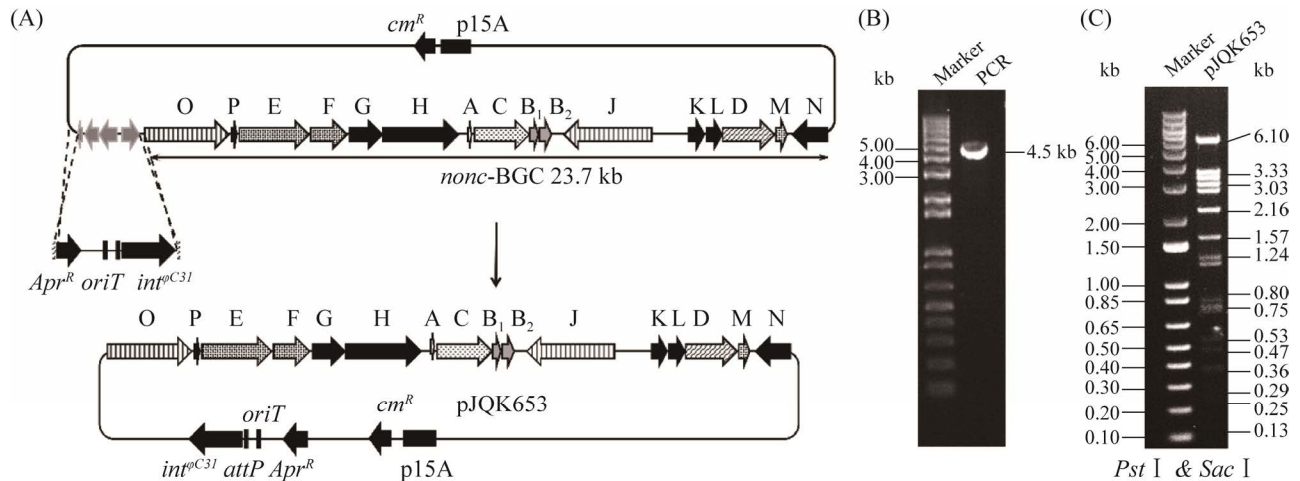 (A)
cm^R p15A
O P E F G H A C B₁ B₂ J K L D M N
nonc-BGC 23.7 kb
Apr^R oriT int^φC31
O P E F G H A C B₁ B₂ J K L D M N
pJQK653
oriT cm^R
int^φC31 attP Apr^R p15A
(B)
kb
Marker
PCR
5.00
4.00
3.00
4.5 kb
(C)
kb
Marker
pJQK653
kb
6.00
5.00
4.00
3.00
2.00
1.50
1.00
0.85
0.65
0.50
0.40
0.30
0.20
0.10
6.10
3.33
3.03
2.16
1.57
1.24
0.80
0.75
0.53
0.47
0.36
0.29
0.25
0.13
Pst Ⅰ & Sac Ⅰ